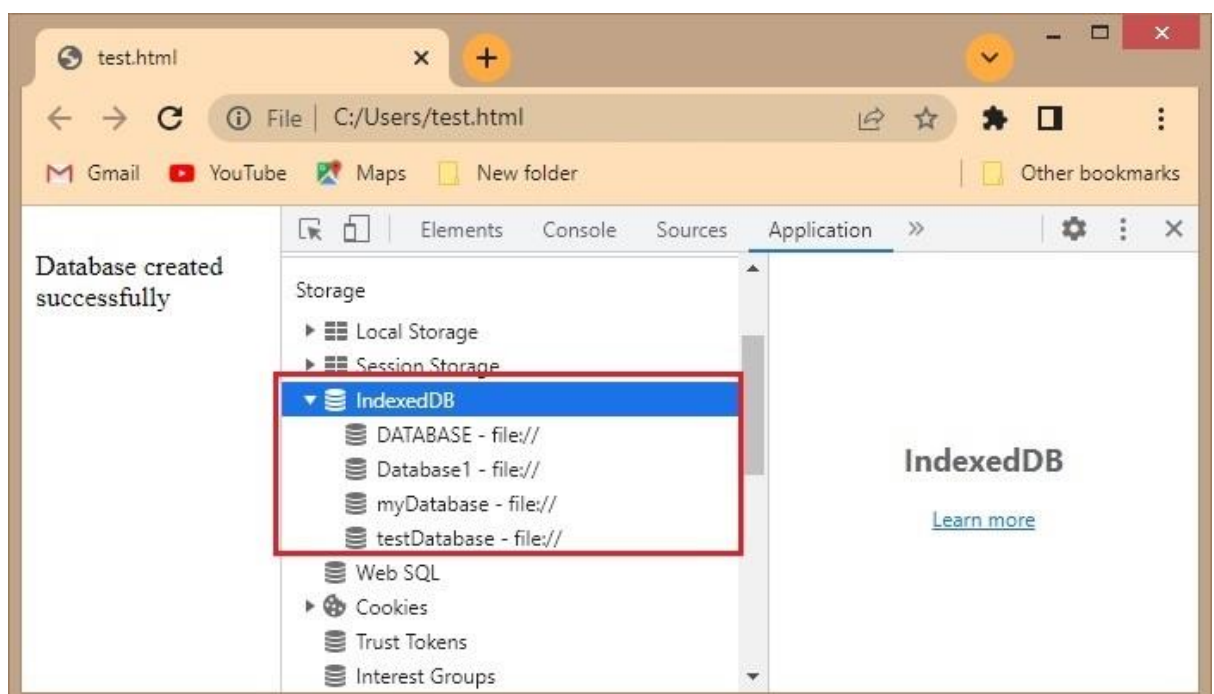 test.html
File | C:/Users/test.html
Gmail YouTube Maps New folder Other bookmarks
Elements Console Sources Application
Database created
successfully
Storage
Local Storage
Session Storage
IndexedDB
DATABASE - file://
Database1 - file://
myDatabase - file://
testDatabase - file://
Web SQL
Cookies
Trust Tokens
Interest Groups
IndexedDB
Learn more